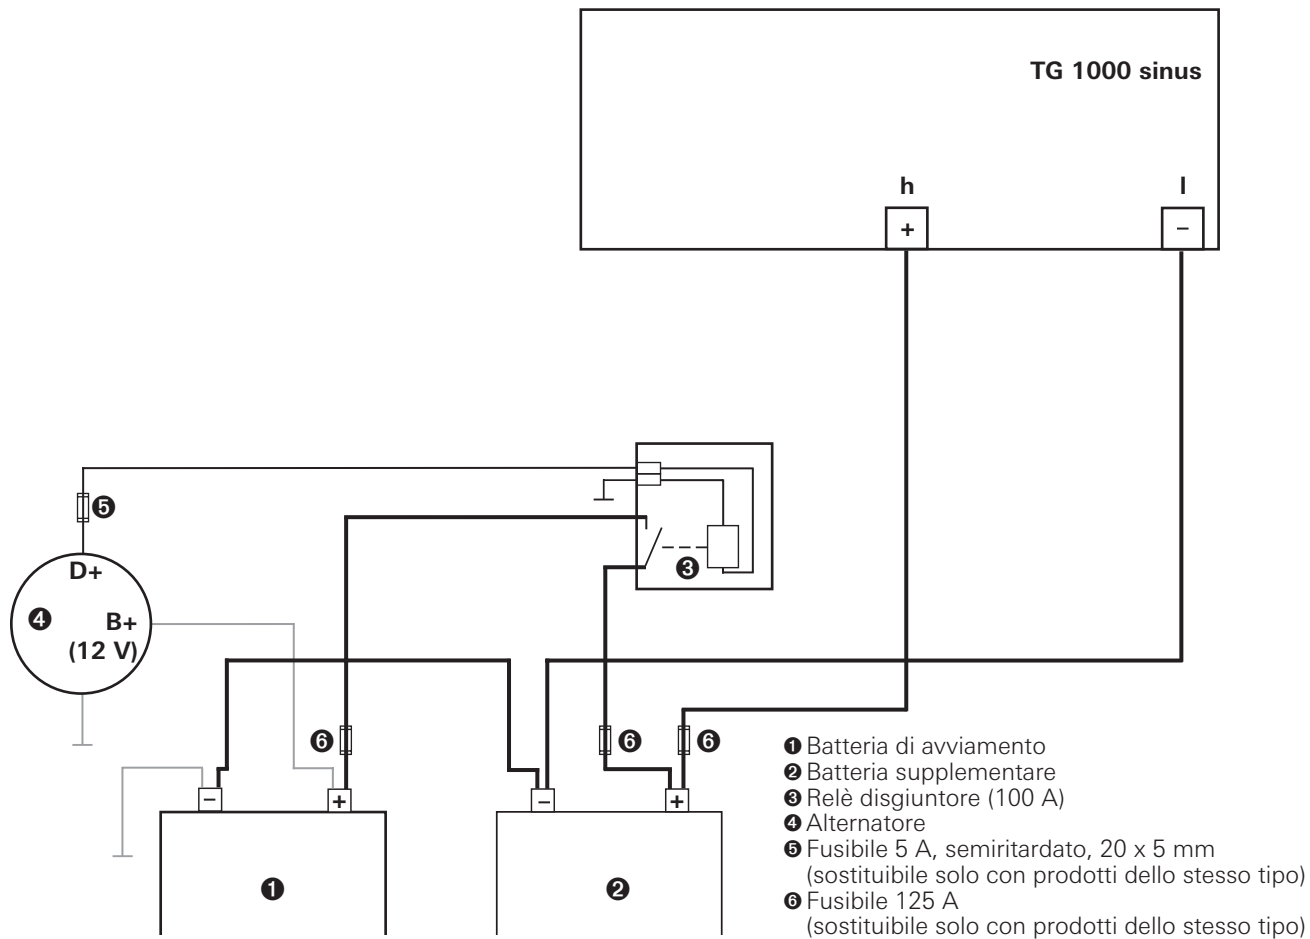 TG 1000 sinus
h
l
+
–
❺
D+
❸
❹
B+
(12 V)
❻
❻
❻
–
+
–
+
❶
❷
❶ Batteria di avviamento
❷ Batteria supplementare
❸ Relè disgiuntore (100 A)
❹ Alternatore
❺ Fusibile 5 A, semiritardato, 20 x 5 mm
(sostituibile solo con prodotti dello stesso tipo)
❻ Fusibile 125 A
(sostituibile solo con prodotti dello stesso tipo)